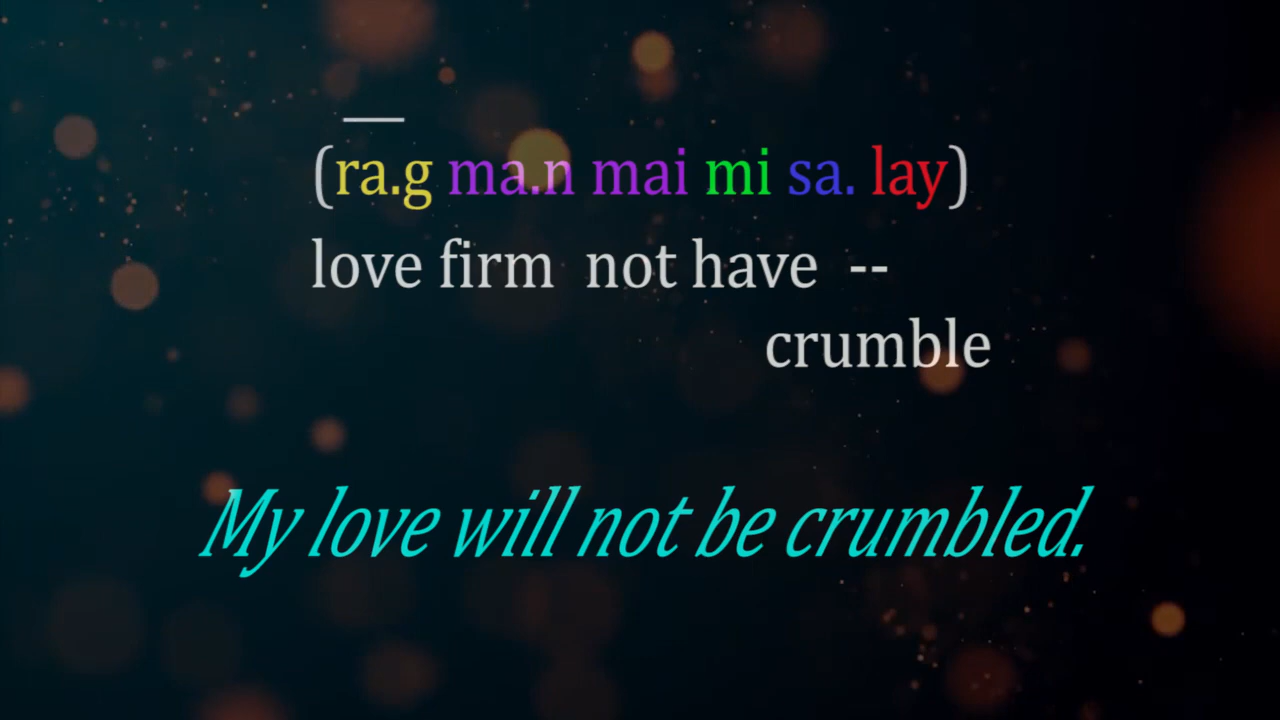 (ra.g ma.n mai mi sa. lay)
love firm not have --
crumble
My love will not be crumbled.